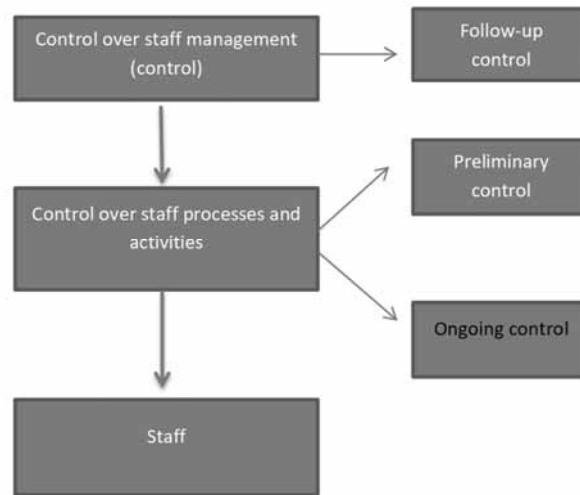 Control over staff management
(control)
Follow-up
control
Preliminary
control
Control over staff processes and
activities
Ongoing control
Staff